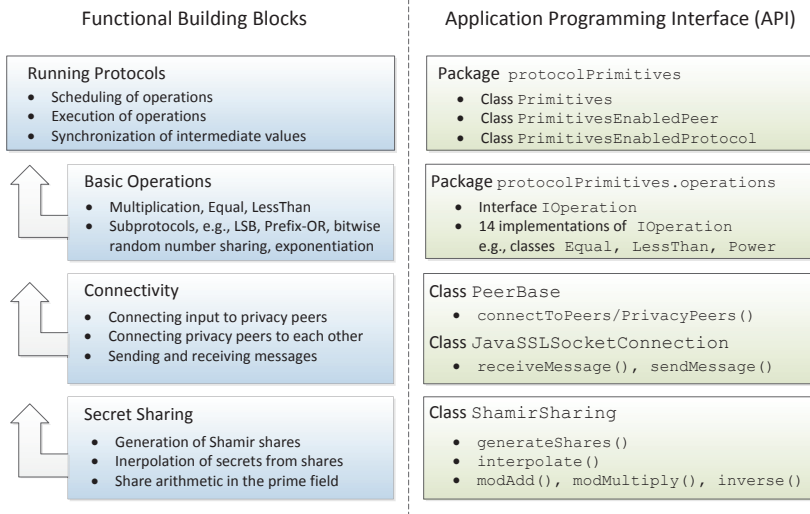 Functional Building Blocks
Running Protocols
• Scheduling of operations
• Execution of operations
• Synchronization of intermediate values
Basic Operations
• Multiplication, Equal, LessThan
• Subprotocols, e.g., LSB, Prefix-OR, bitwise
random number sharing, exponentiation
Connectivity
• Connecting input to privacy peers
• Connecting privacy peers to each other
• Sending and receiving messages
Secret Sharing
• Generation of Shamir shares
• Inerpolation of secrets from shares
• Share arithmetic in the prime field
Application Programming Interface (API)
Package protocolPrimitives
• Class Primitives
• Class PrimitivesEnabledPeer
• Class PrimitivesEnabledProtocol
Package protocolPrimitives.operations
• Interface IOperation
• 14 implementations of IOperation
e.g., classes Equal, LessThan, Power
Class PeerBase
• connectToPeers/PrivacyPeers()
Class JavaSSLSocketConnection
• receiveMessage(), sendMessage()
Class ShamirSharing
• generateShares()
• interpolate()
• modAdd(), modMultiply(), inverse()